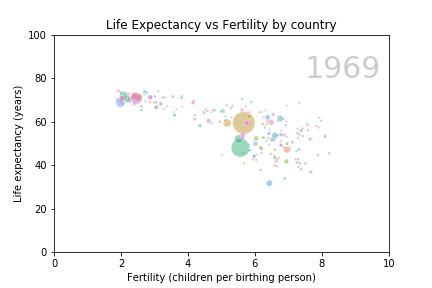 Life Expectancy vs Fertility by country
1969
100
80
60
40
20
0
Life expectancy (years)
0 2 4 6 8 10
Fertility (children per birthing person)